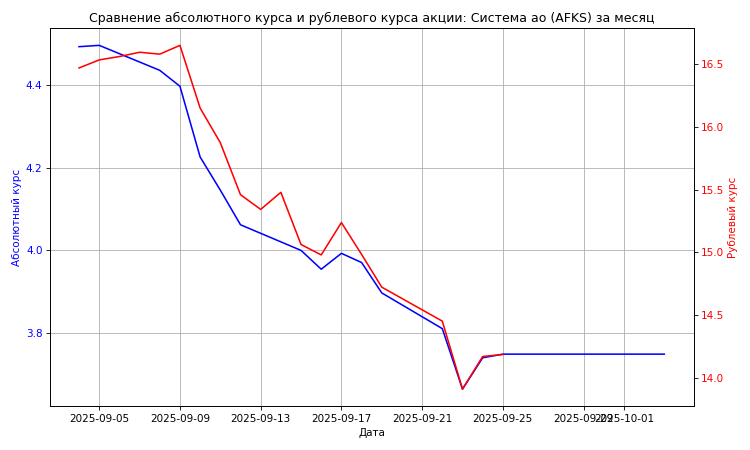 Сравнение абсолютного курса и рублевого курса акции: Система ао (AFKS) за месяц
Абсолютный курс
4.4
4.2
4.0
3.8
16.5
16.0
15.5
15.0
14.5
14.0
Рублевый курс
2025-09-05 2025-09-09 2025-09-13 2025-09-17 2025-09-21 2025-09-25 2025-09-29 2025-10-01
Дата